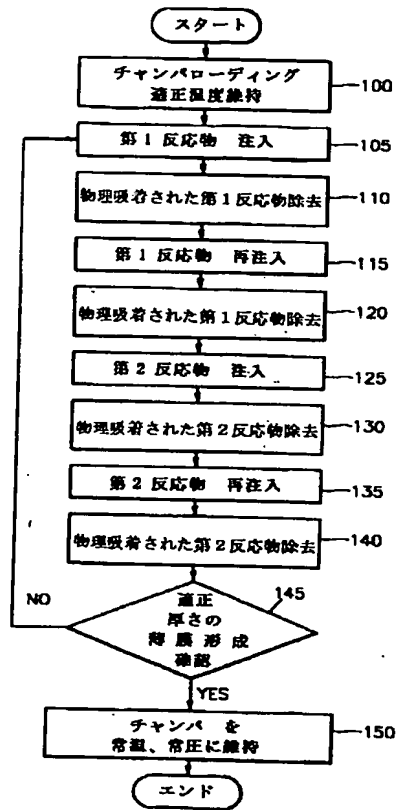 スタート
チャンバローディング
適正温度維持
100
第1反応物 注入
105
物理吸着された第1反応物除去
110
第1反応物 再注入
115
物理吸着された第1反応物除去
120
第2反応物 注入
125
物理吸着された第2反応物除去
130
第2反応物 再注入
135
物理吸着された第2反応物除去
140
適正
厚さの
薄膜形成
確認
145
NO
YES
チャンバ を
常温、常圧に維持
150
エンド